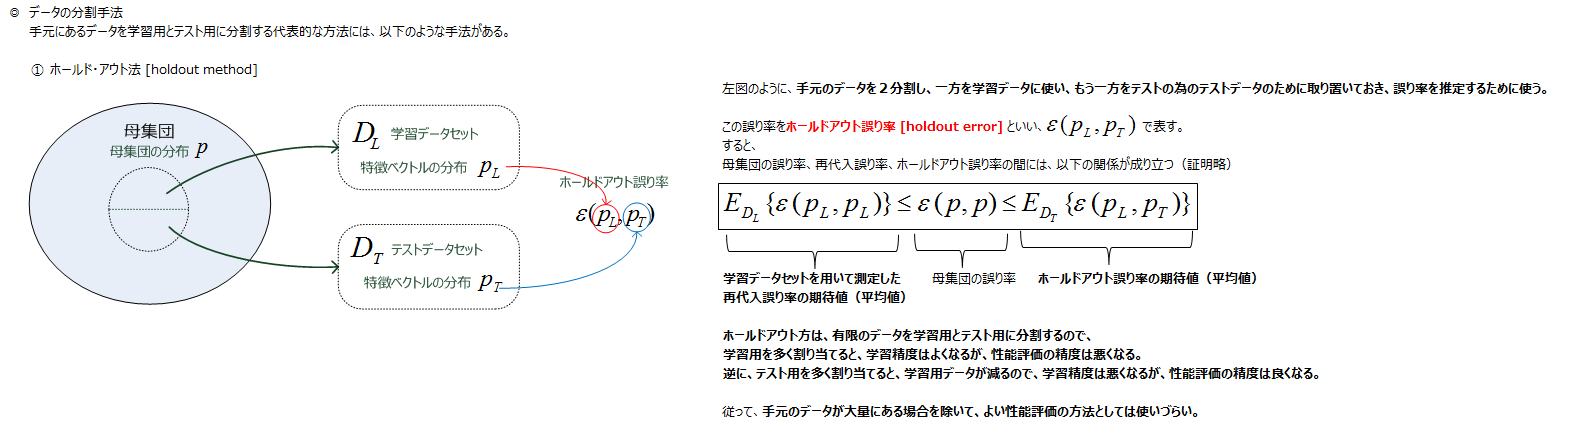 ◎ データの分割手法
手元にあるデータを学習用とテスト用に分割する代表的な方法には、以下のような手法がある。
① ホールド・アウト法 [holdout method]
母集団
母集団の分布 p
D_L 学習データセット
特徴ベクトルの分布 p_L
ホールドアウト誤り率
ε(p_L, p_T)
D_T テストデータセット
特徴ベクトルの分布 p_T
左図のように、手元のデータを２分割し、一方を学習データに使い、もう一方をテストの為のテストデータのために取り置いておき、誤り率を推定するために使う。
この誤り率をホールドアウト誤り率 [holdout error] といい、ε(p_L, p_T) で表す。
すると、
母集団の誤り率、再代入誤り率、ホールドアウト誤り率の間には、以下の関係が成り立つ（証明略）
E_{D_L}{ε(p_L, p_L)} ≤ ε(p, p) ≤ E_{D_T}{ε(p_L, p_T)}
学習データセットを用いて測定した
再代入誤り率の期待値（平均値）
母集団の誤り率
ホールドアウト誤り率の期待値（平均値）
ホールドアウト方は、有限のデータを学習用とテスト用に分割するので、
学習用を多く割り当てると、学習精度はよくなるが、性能評価の精度は悪くなる。
逆に、テスト用を多く割り当てると、学習用データが減るので、学習精度は悪くなるが、性能評価の精度は良くなる。
従って、手元のデータが大量にある場合を除いて、よい性能評価の方法としては使いづらい。